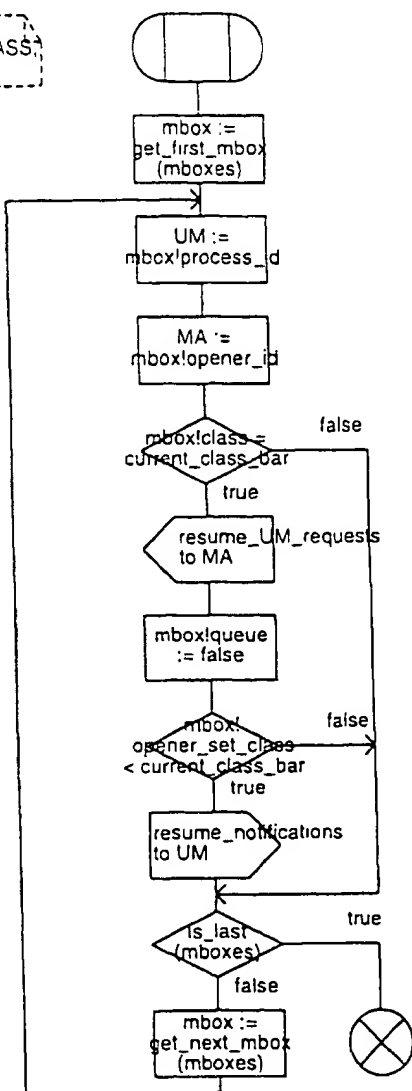 ASS;
mbox :=
get_first_mbox
(mboxes)
UM :=
mbox!process_id
MA :=
mbox!opener_id
mbox!class =
current_class_bar
false
true
resume_UM_requests
to MA
mbox!queue
:= false
mbox!
opener_set_class
< current_class_bar
false
true
resume_notifications
to UM
is_last
(mboxes)
true
false
mbox :=
get_next_mbox
(mboxes)